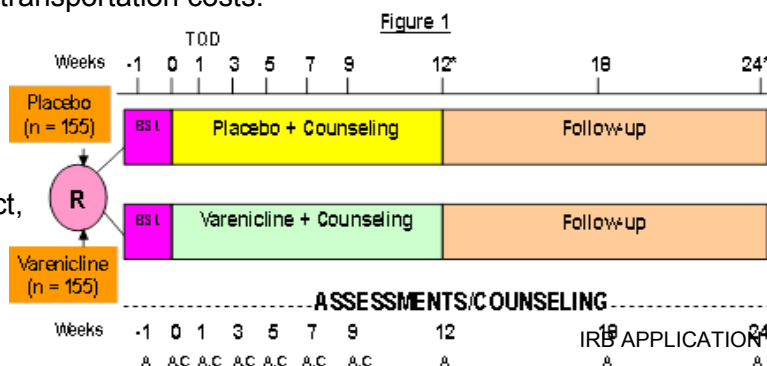 transportation costs.
Figure 1
TQD
Weeks -1 0 1 3 5 7 9 12* 18 24*
Placebo
(n = 155)
BSL Placebo + Counseling Follow-up
R
ct,
BSL Varenicline + Counseling Follow-up
Varenicline
(n = 155)
ASSESSMENTS/COUNSELING
Weeks -1 0 1 3 5 7 9 12 18 24
IRB APPLICATION
A A,C A,C A,C A,C A,C A,C A A A